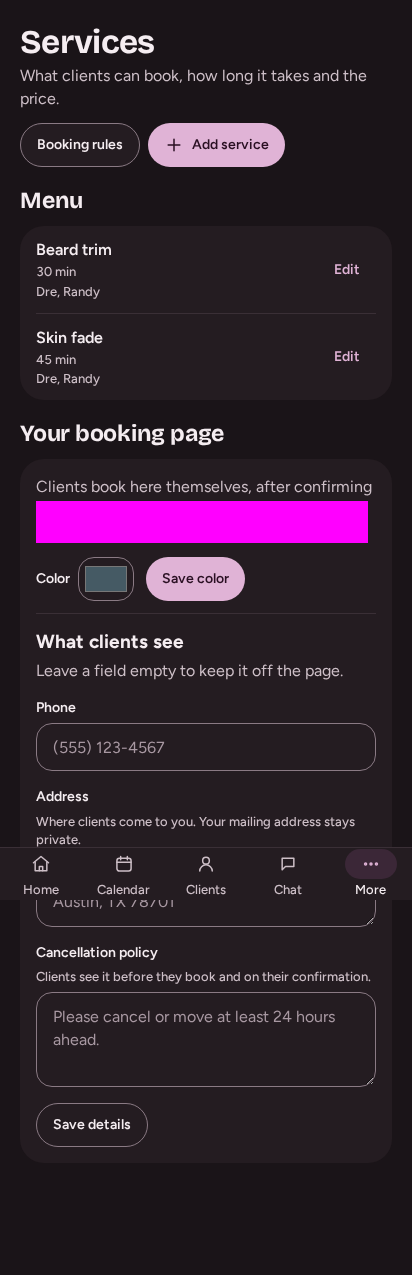 Services
What clients can book, how long it takes and the
price.
Booking rules
Add service
Menu
Beard trim
30 min
Dre, Randy
Edit
Skin fade
45 min
Dre, Randy
Edit
Your booking page
Clients book here themselves, after confirming
Color
Save color
What clients see
Leave a field empty to keep it off the page.
Phone
(555) 123-4567
Address
Where clients come to you. Your mailing address stays
private.
Home
Calendar
Clients
Chat
More
Austin, TX 78701
Cancellation policy
Clients see it before they book and on their confirmation.
Please cancel or move at least 24 hours
ahead.
Save details